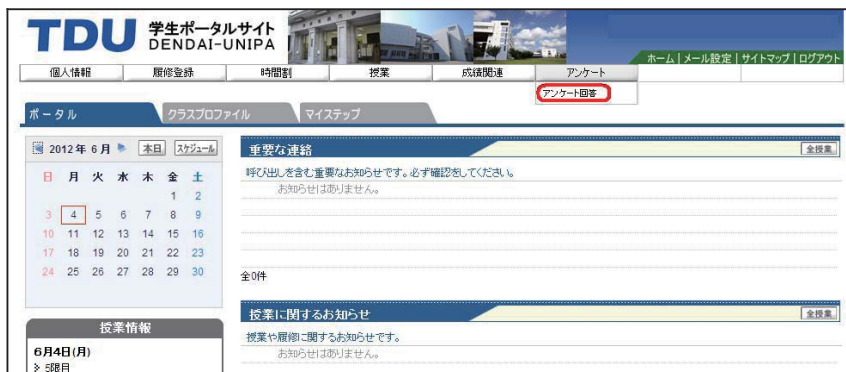 TDU 学生ポータルサイト
DENDAI-UNIPA
ホーム | メール設定 | サイトマップ | ログアウト
個人情報 履修登録 時間割 授業 成績関連 アンケート
アンケート回答
ポータル クラスプロファイル マイステップ
2012年 6月 本日 スケジュール
日 月 火 水 木 金 土
1 2
3 4 5 6 7 8 9
10 11 12 13 14 15 16
17 18 19 20 21 22 23
24 25 26 27 28 29 30
授業情報
6月4日(月)
5限目
重要な連絡 全授業
呼び出しを含む重要なお知らせです。必ず確認をしてください。
お知らせはありません。
全0件
授業に関するお知らせ 全授業
授業や履修に関するお知らせです。
お知らせはありません。